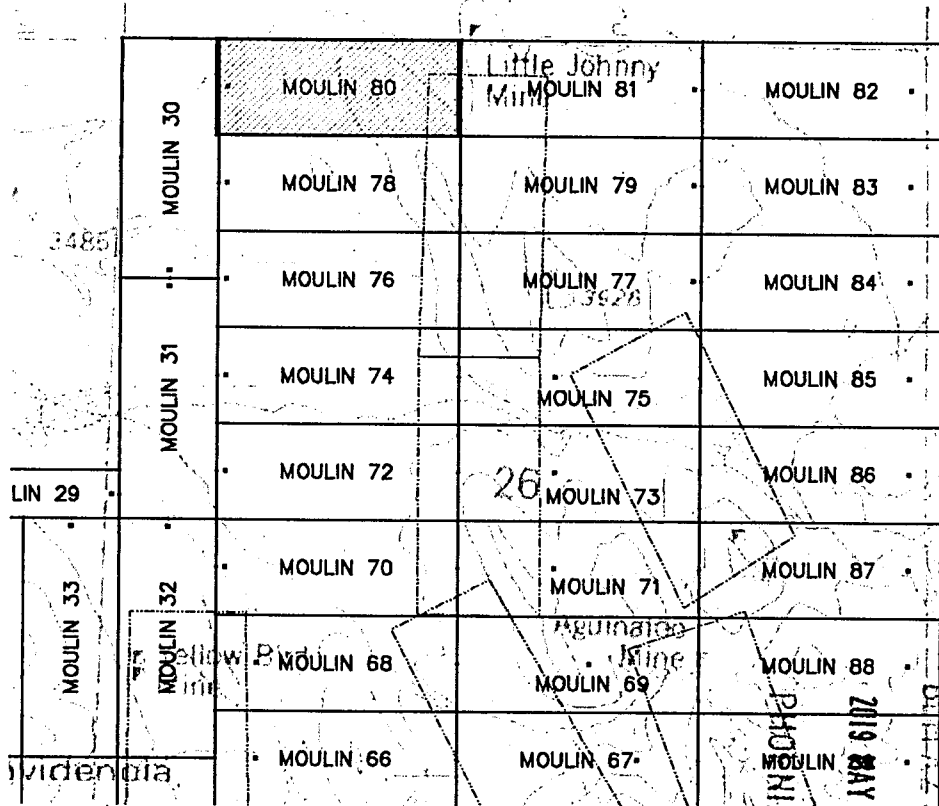 Little Johnny
MOULIN 80
MOULIN 81
MOULIN 82
MOULIN 30
MOULIN 78
MOULIN 79
MOULIN 83
3485
MOULIN 76
MOULIN 77
MOULIN 84
3928
MOULIN 31
MOULIN 74
MOULIN 75
MOULIN 85
LIN 29
MOULIN 72
26
MOULIN 73
MOULIN 86
MOULIN 33
MOULIN 32
MOULIN 70
MOULIN 71
MOULIN 87
Aguinaldo
Mine
MOULIN 68
MOULIN 69
MOULIN 88
MOULIN 66
MOULIN 67
MOULIN
2019 MAY
PHOENI
ovidencia